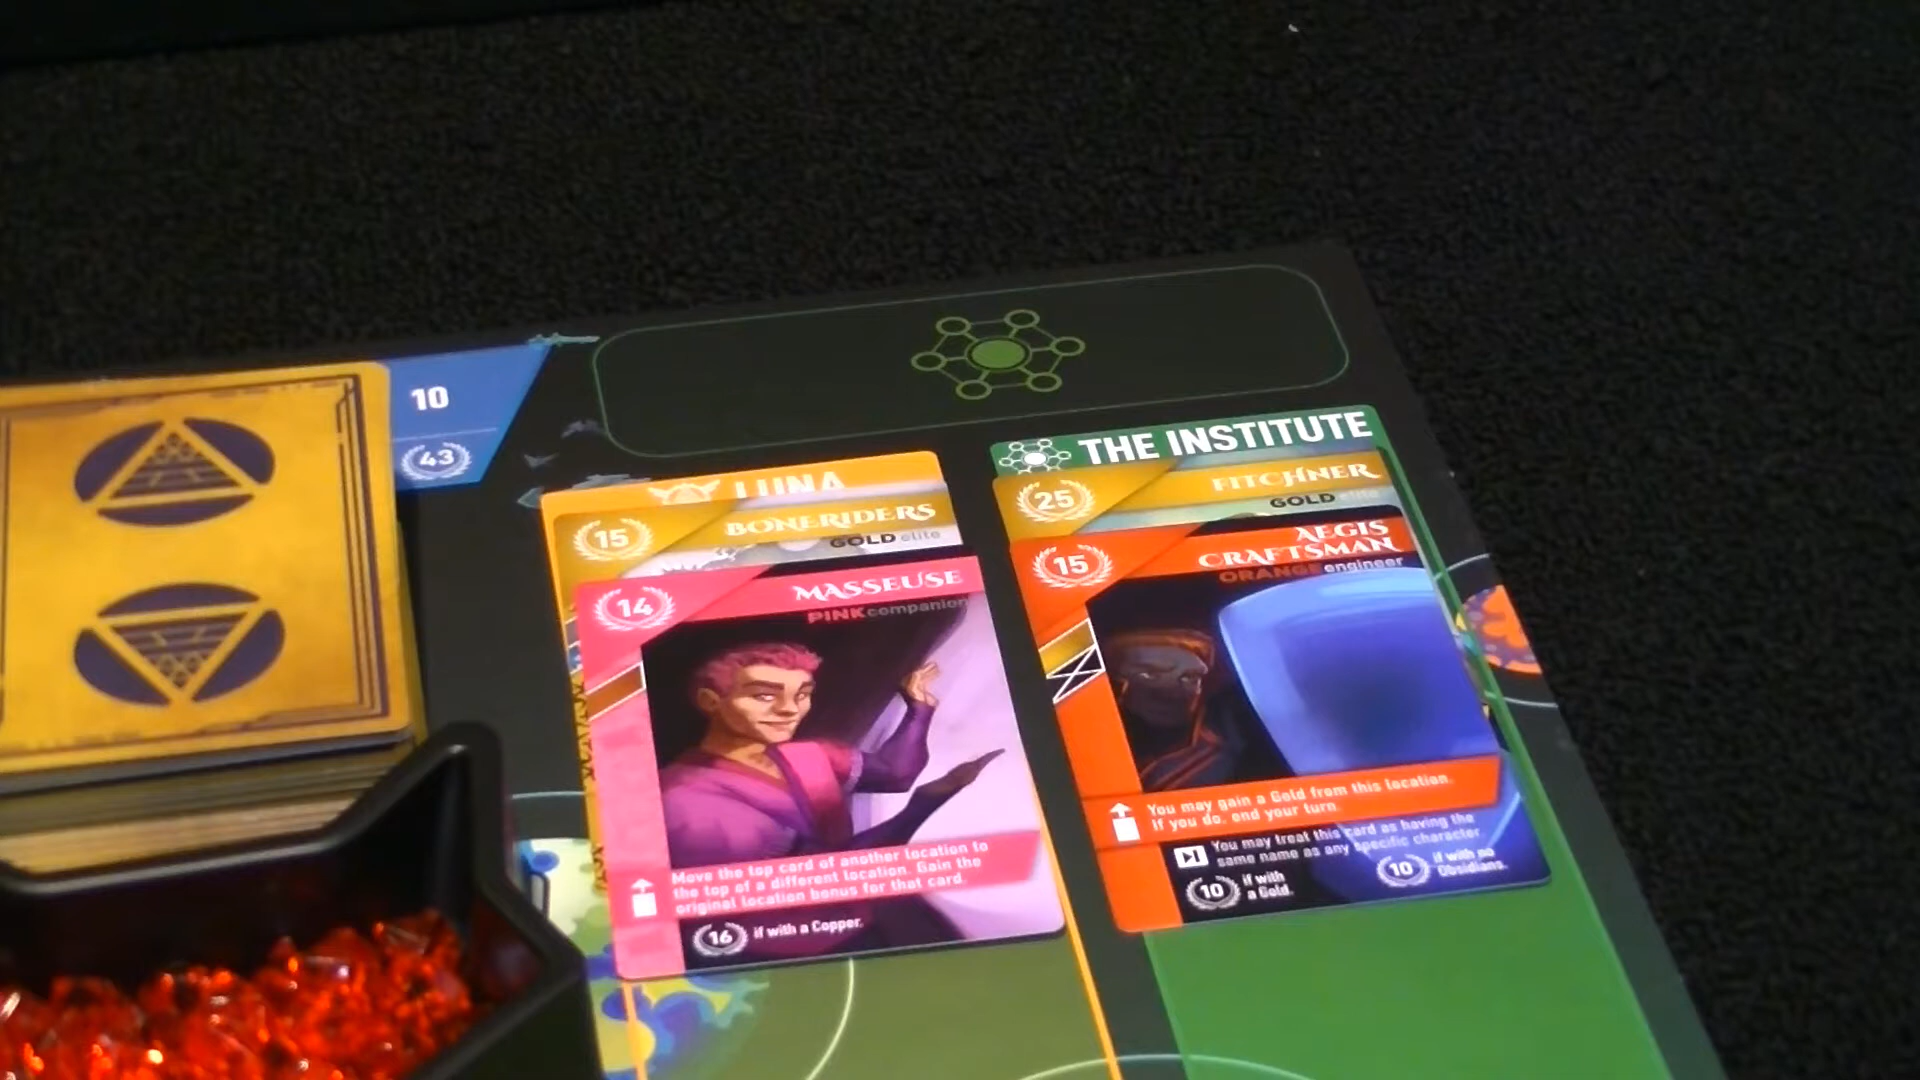 10
43
LUNA
15
BONERIDERS
GOLD elite
14
MASSEUSE
PINK companion
Move the top card of another location to
the top of a different location. Gain the
original location bonus for that card.
16 if with a Copper.
THE INSTITUTE
25
FITCHNER
GOLD elite
15
AEGIS
CRAFTSMAN
ORANGE engineer
You may gain a Gold from this location.
If you do, end your turn.
You may treat this card as having the
same name as any specific character.
10 if with
a Gold.
10 if with no
Obsidians.